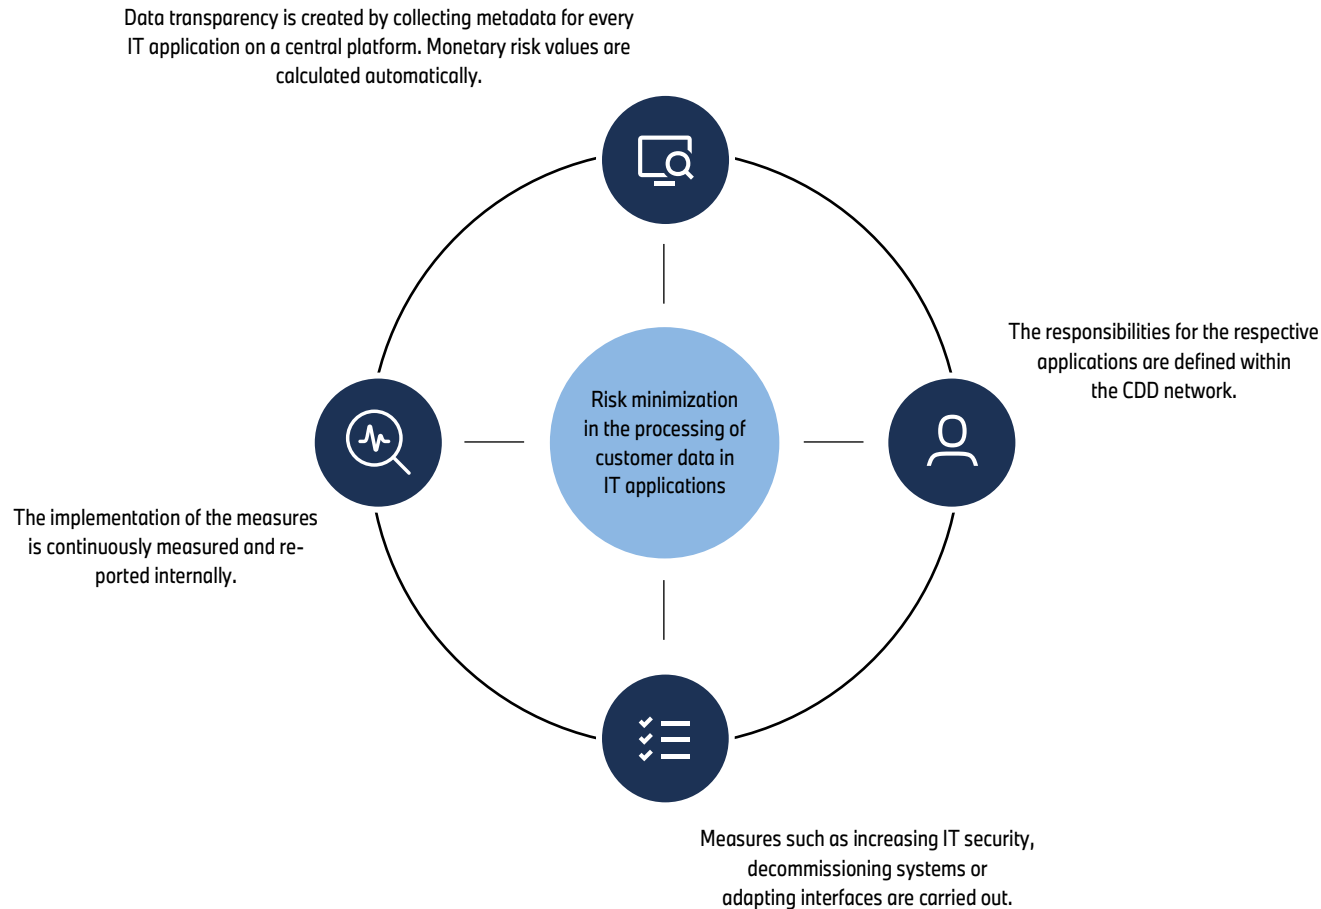 Data transparency is created by collecting metadata for every
IT application on a central platform. Monetary risk values are
calculated automatically.
The responsibilities for the respective
applications are defined within
the CDD network.
Risk minimization
in the processing of
customer data in
IT applications
The implementation of the measures
is continuously measured and re-
ported internally.
Measures such as increasing IT security,
decommissioning systems or
adapting interfaces are carried out.